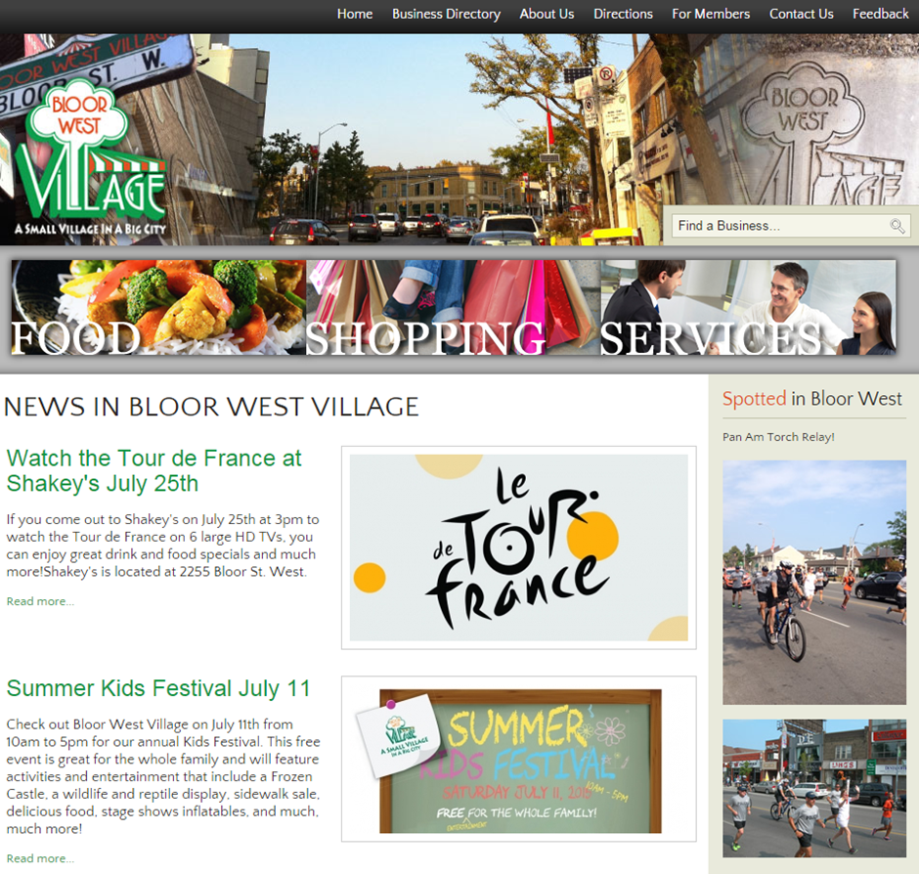 Home Business Directory About Us Directions For Members Contact Us Feedback
BLOOR WEST VILLAGE
BLOOR ST. W.
BLOOR
WEST
VILLAGE
A SMALL VILLAGE IN A BIG CITY
BLOOR
WEST
VILLAGE
Find a Business...
FOOD
SHOPPING
SERVICES
NEWS IN BLOOR WEST VILLAGE
Watch the Tour de France at
Shakey's July 25th
If you come out to Shakey's on July 25th at 3pm to
watch the Tour de France on 6 large HD TVs, you
can enjoy great drink and food specials and much
more!Shakey's is located at 2255 Bloor St. West.
Read more...
Le
de TOUR
france
Summer Kids Festival July 11
Check out Bloor West Village on July 11th from
10am to 5pm for our annual Kids Festival. This free
event is great for the whole family and will feature
activities and entertainment that include a Frozen
Castle, a wildlife and reptile display, sidewalk sale,
delicious food, stage shows inflatables, and much,
much more!
Read more...
A SMALL VILLAGE
IN A BIG CITY
SUMMER
KIDS FESTIVAL
SATURDAY JULY 11, 2015
10AM - 5PM
FREE FOR THE WHOLE FAMILY!
Spotted in Bloor West
Pan Am Torch Relay!